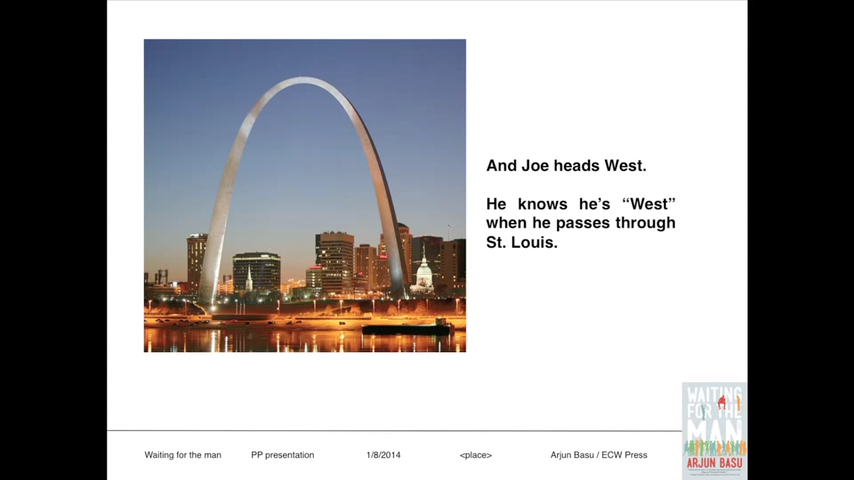 And Joe heads West.
He knows he's “West”
when he passes through
St. Louis.
WAITING
FOR THE
MAN
ARJUN BASU
Waiting for the man
PP presentation
1/8/2014
<place>
Arjun Basu / ECW Press